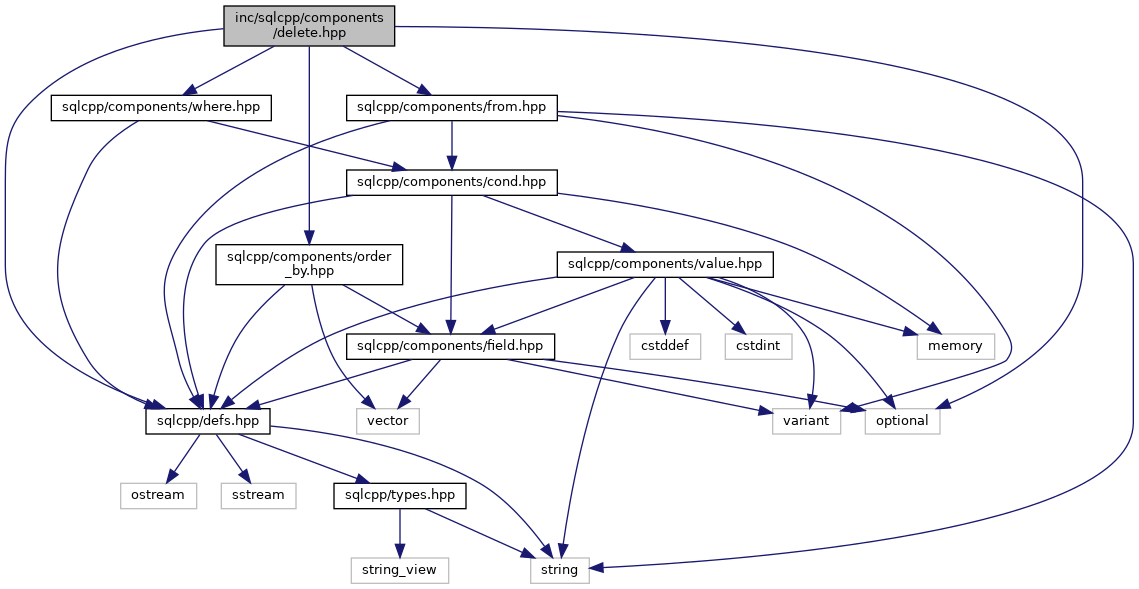 inc/sqlcpp/components
/delete.hpp
sqlcpp/components/where.hpp
sqlcpp/components/from.hpp
sqlcpp/components/cond.hpp
sqlcpp/components/order
_by.hpp
sqlcpp/components/value.hpp
sqlcpp/components/field.hpp
cstddef
cstdint
memory
sqlcpp/defs.hpp
vector
variant
optional
ostream
sstream
sqlcpp/types.hpp
string_view
string